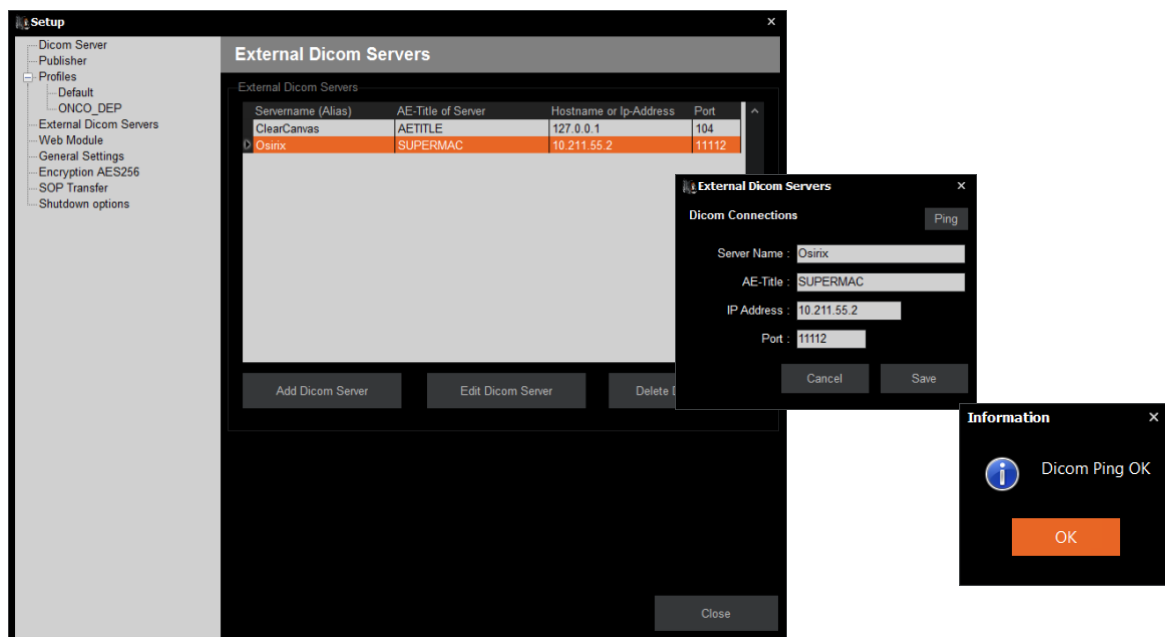 Setup
Dicom Server
Publisher
Profiles
Default
ONCO_DEP
External Dicom Servers
Web Module
General Settings
Encryption AES256
SOP Transfer
Shutdown options
External Dicom Servers
External Dicom Servers
Servername (Alias) AE-Title of Server Hostname or Ip-Address Port
ClearCanvas AETITLE 127.0.0.1 104
Osirix SUPERMAC 10.211.55.2 11112
Add Dicom Server Edit Dicom Server Delete
Close
External Dicom Servers
Dicom Connections Ping
Server Name : Osirix
AE-Title : SUPERMAC
IP Address : 10.211.55.2
Port : 11112
Cancel Save
Information
Dicom Ping OK
OK